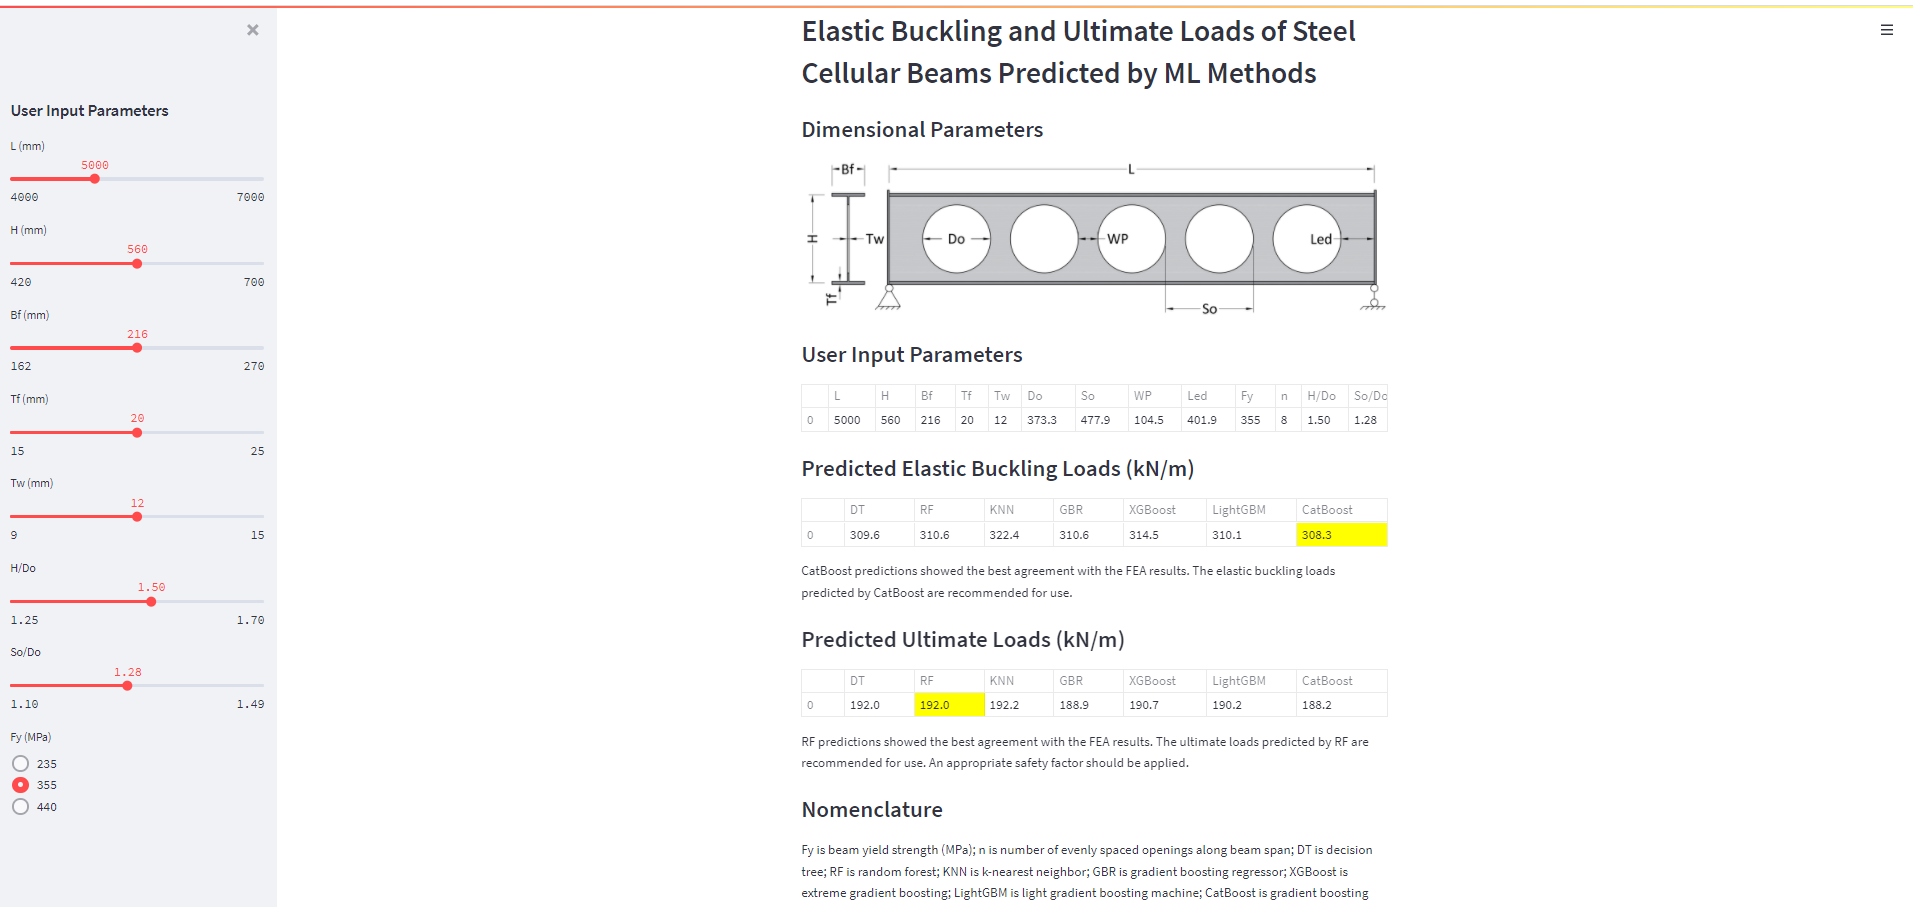 ×
User Input Parameters
L (mm)
5000
4000 7000
H (mm)
560
420 700
Bf (mm)
216
162 270
Tf (mm)
20
15 25
Tw (mm)
12
9 15
H/Do
1.50
1.25 1.70
So/Do
1.28
1.10 1.49
Fy (MPa)
235
355
440
Elastic Buckling and Ultimate Loads of Steel
Cellular Beams Predicted by ML Methods
Dimensional Parameters
Bf L
H Tw Do WP Led
Tf So
User Input Parameters
L H Bf Tf Tw Do So WP Led Fy n H/Do So/Do
0 5000 560 216 20 12 373.3 477.9 104.5 401.9 355 8 1.50 1.28
Predicted Elastic Buckling Loads (kN/m)
DT RF KNN GBR XGBoost LightGBM CatBoost
0 309.6 310.6 322.4 310.6 314.5 310.1 308.3
CatBoost predictions showed the best agreement with the FEA results. The elastic buckling loads
predicted by CatBoost are recommended for use.
Predicted Ultimate Loads (kN/m)
DT RF KNN GBR XGBoost LightGBM CatBoost
0 192.0 192.0 192.2 188.9 190.7 190.2 188.2
RF predictions showed the best agreement with the FEA results. The ultimate loads predicted by RF are
recommended for use. An appropriate safety factor should be applied.
Nomenclature
Fy is beam yield strength (MPa); n is number of evenly spaced openings along beam span; DT is decision
tree; RF is random forest; KNN is k-nearest neighbor; GBR is gradient boosting regressor; XGBoost is
extreme gradient boosting; LightGBM is light gradient boosting machine; CatBoost is gradient boosting